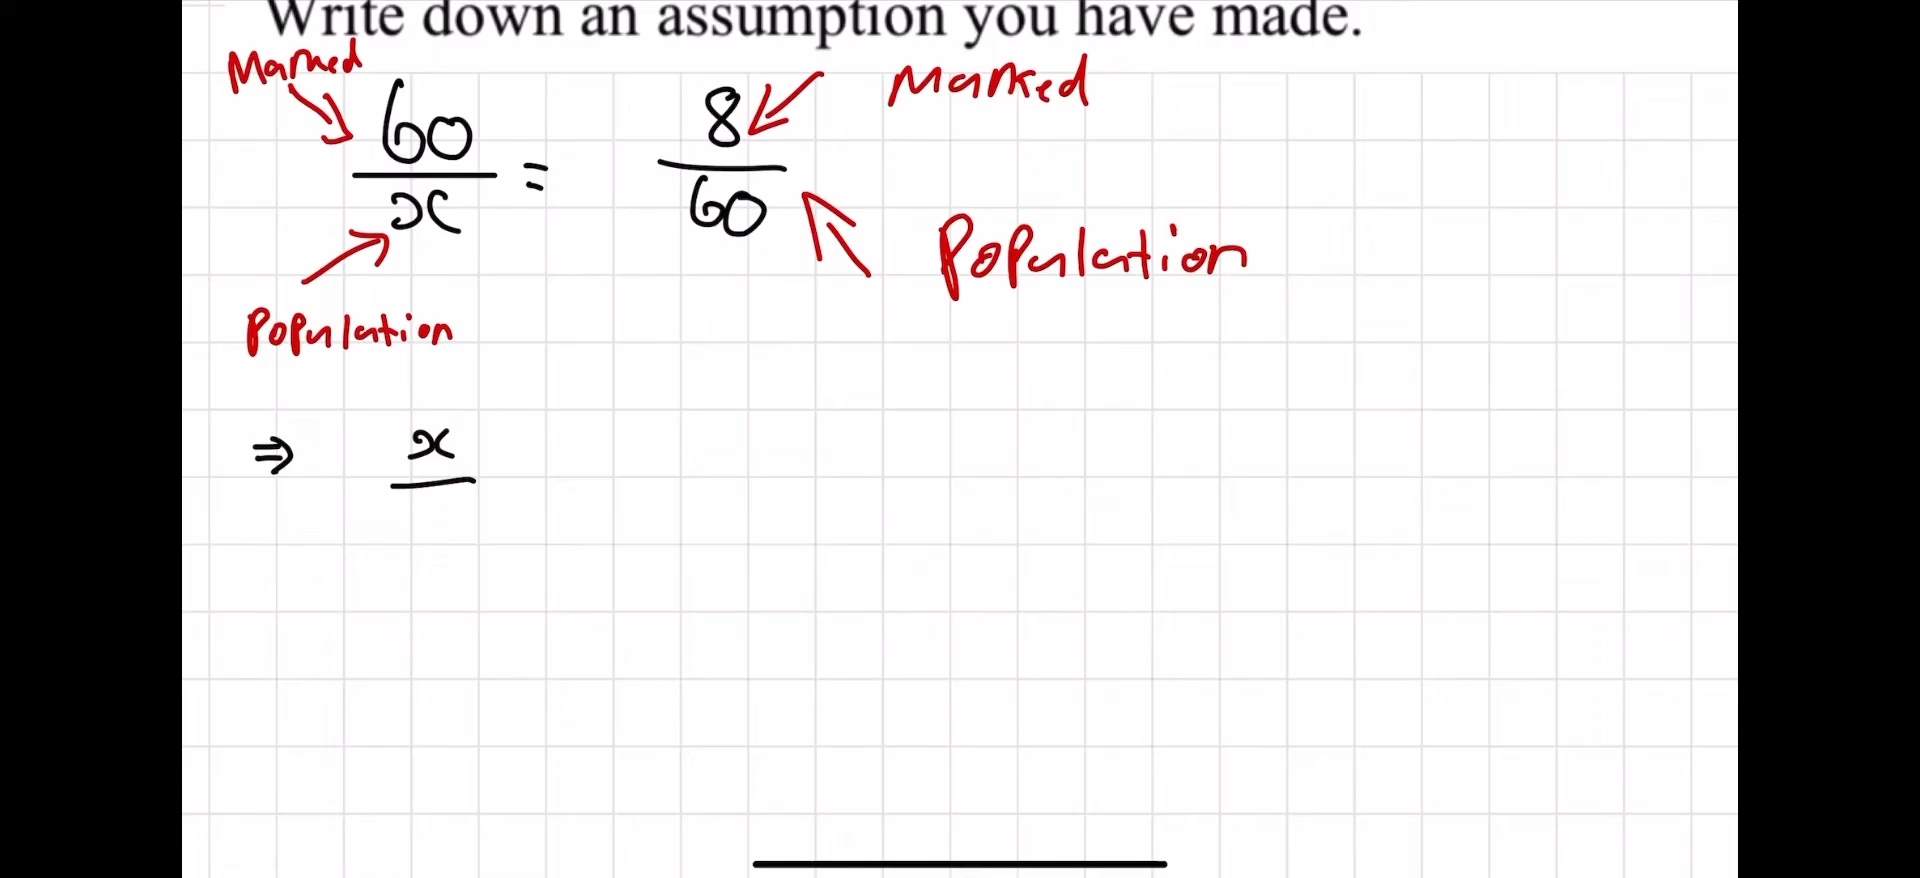 Write down an assumption you have made.
Marked
60/x = 8/60
Marked
Population
Population
⇒ x